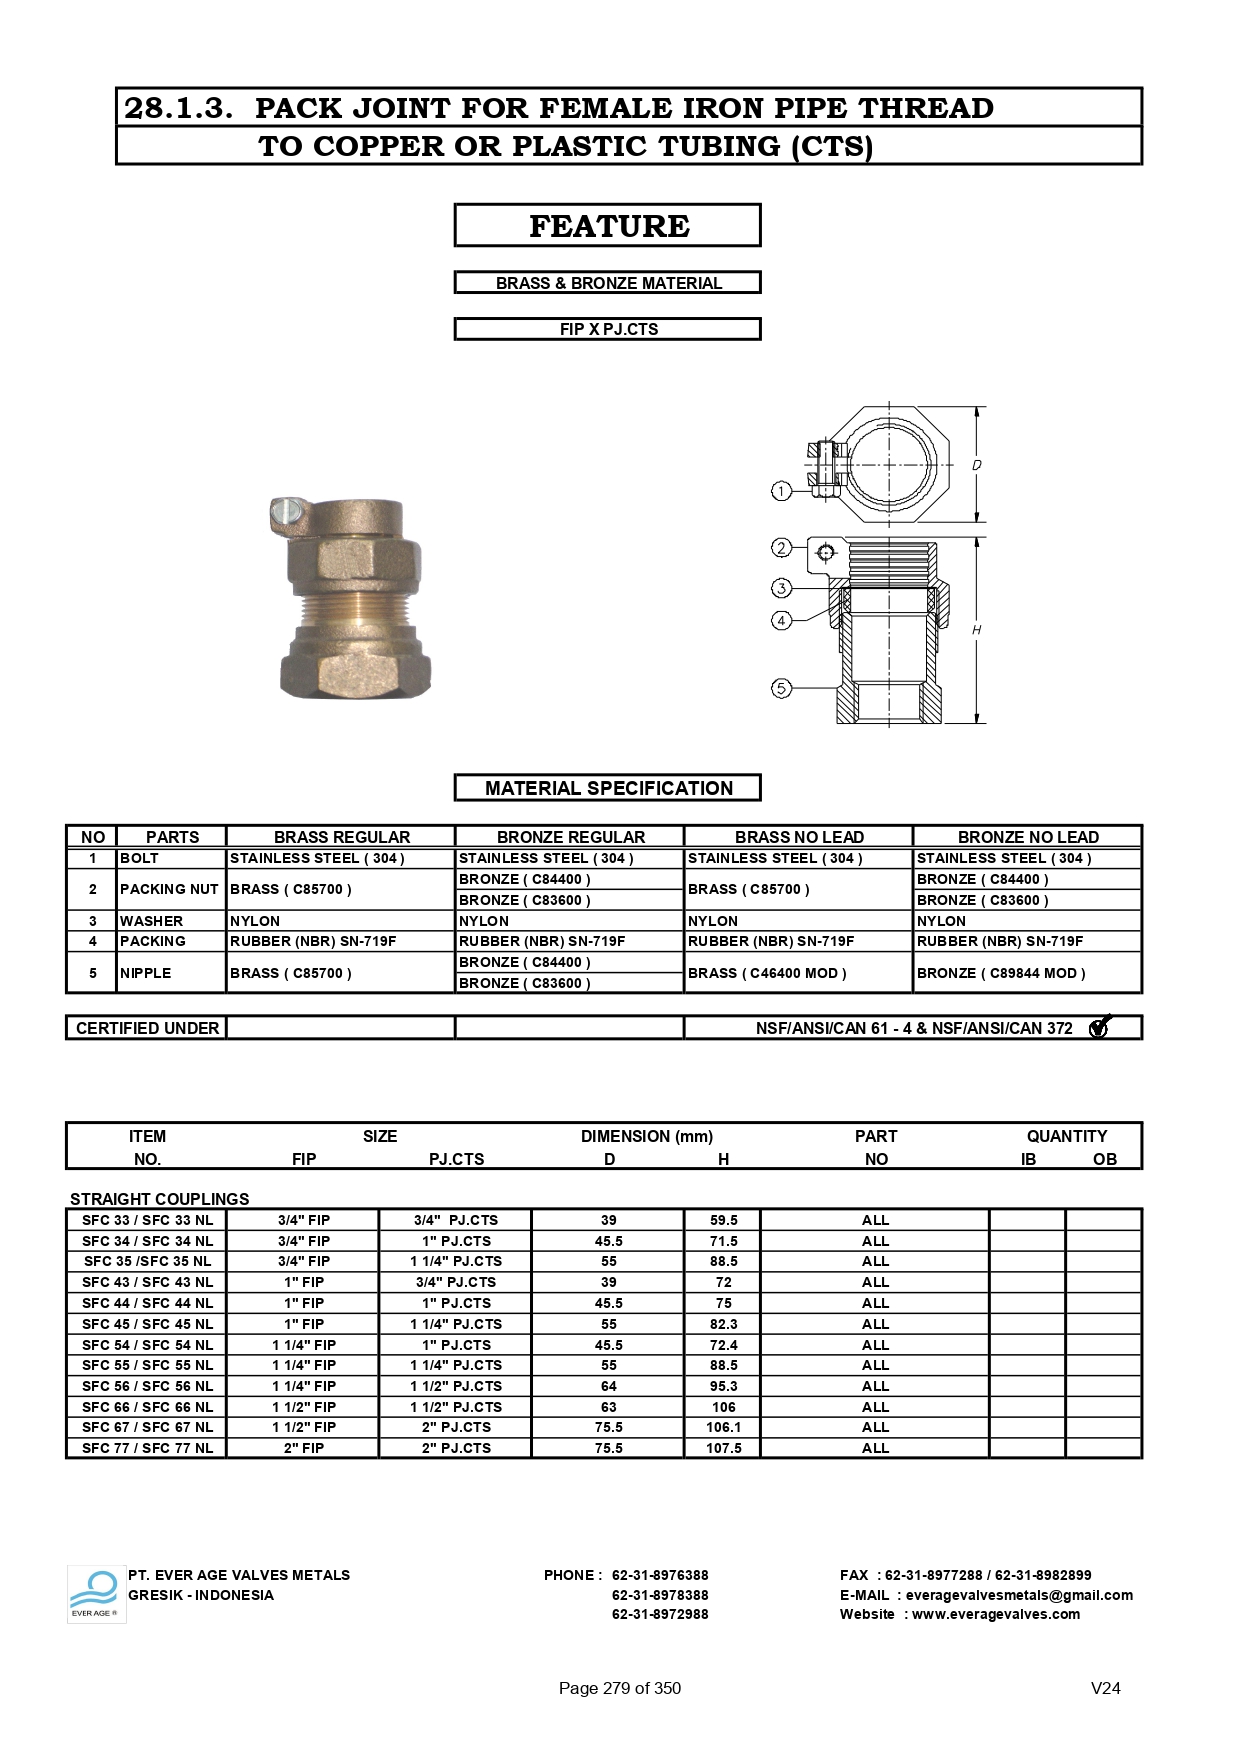 28.1.3. PACK JOINT FOR FEMALE IRON PIPE THREAD
TO COPPER OR PLASTIC TUBING (CTS)
FEATURE
BRASS & BRONZE MATERIAL
FIP X PJ.CTS
1
D
2
3
4
H
5
MATERIAL SPECIFICATION
NO PARTS BRASS REGULAR BRONZE REGULAR BRASS NO LEAD BRONZE NO LEAD
1 BOLT STAINLESS STEEL ( 304 ) STAINLESS STEEL ( 304 ) STAINLESS STEEL ( 304 ) STAINLESS STEEL ( 304 )
2 PACKING NUT BRASS ( C85700 ) BRONZE ( C84400 ) BRASS ( C85700 ) BRONZE ( C84400 )
BRONZE ( C83600 ) BRONZE ( C83600 )
3 WASHER NYLON NYLON NYLON NYLON
4 PACKING RUBBER (NBR) SN-719F RUBBER (NBR) SN-719F RUBBER (NBR) SN-719F RUBBER (NBR) SN-719F
5 NIPPLE BRASS ( C85700 ) BRONZE ( C84400 ) BRASS ( C46400 MOD ) BRONZE ( C89844 MOD )
BRONZE ( C83600 )
CERTIFIED UNDER NSF/ANSI/CAN 61 - 4 & NSF/ANSI/CAN 372
ITEM SIZE DIMENSION (mm) PART QUANTITY
NO. FIP PJ.CTS D H NO IB OB
STRAIGHT COUPLINGS
SFC 33 / SFC 33 NL 3/4" FIP 3/4" PJ.CTS 39 59.5 ALL
SFC 34 / SFC 34 NL 3/4" FIP 1" PJ.CTS 45.5 71.5 ALL
SFC 35 /SFC 35 NL 3/4" FIP 1 1/4" PJ.CTS 55 88.5 ALL
SFC 43 / SFC 43 NL 1" FIP 3/4" PJ.CTS 39 72 ALL
SFC 44 / SFC 44 NL 1" FIP 1" PJ.CTS 45.5 75 ALL
SFC 45 / SFC 45 NL 1" FIP 1 1/4" PJ.CTS 55 82.3 ALL
SFC 54 / SFC 54 NL 1 1/4" FIP 1" PJ.CTS 45.5 72.4 ALL
SFC 55 / SFC 55 NL 1 1/4" FIP 1 1/4" PJ.CTS 55 88.5 ALL
SFC 56 / SFC 56 NL 1 1/4" FIP 1 1/2" PJ.CTS 64 95.3 ALL
SFC 66 / SFC 66 NL 1 1/2" FIP 1 1/2" PJ.CTS 63 106 ALL
SFC 67 / SFC 67 NL 1 1/2" FIP 2" PJ.CTS 75.5 106.1 ALL
SFC 77 / SFC 77 NL 2" FIP 2" PJ.CTS 75.5 107.5 ALL
PT. EVER AGE VALVES METALS PHONE : 62-31-8976388 FAX : 62-31-8977288 / 62-31-8982899
GRESIK - INDONESIA 62-31-8978388 E-MAIL : everagevalvesmetals@gmail.com
EVER AGE ® 62-31-8972988 Website : www.everagevalves.com
Page 279 of 350 V24